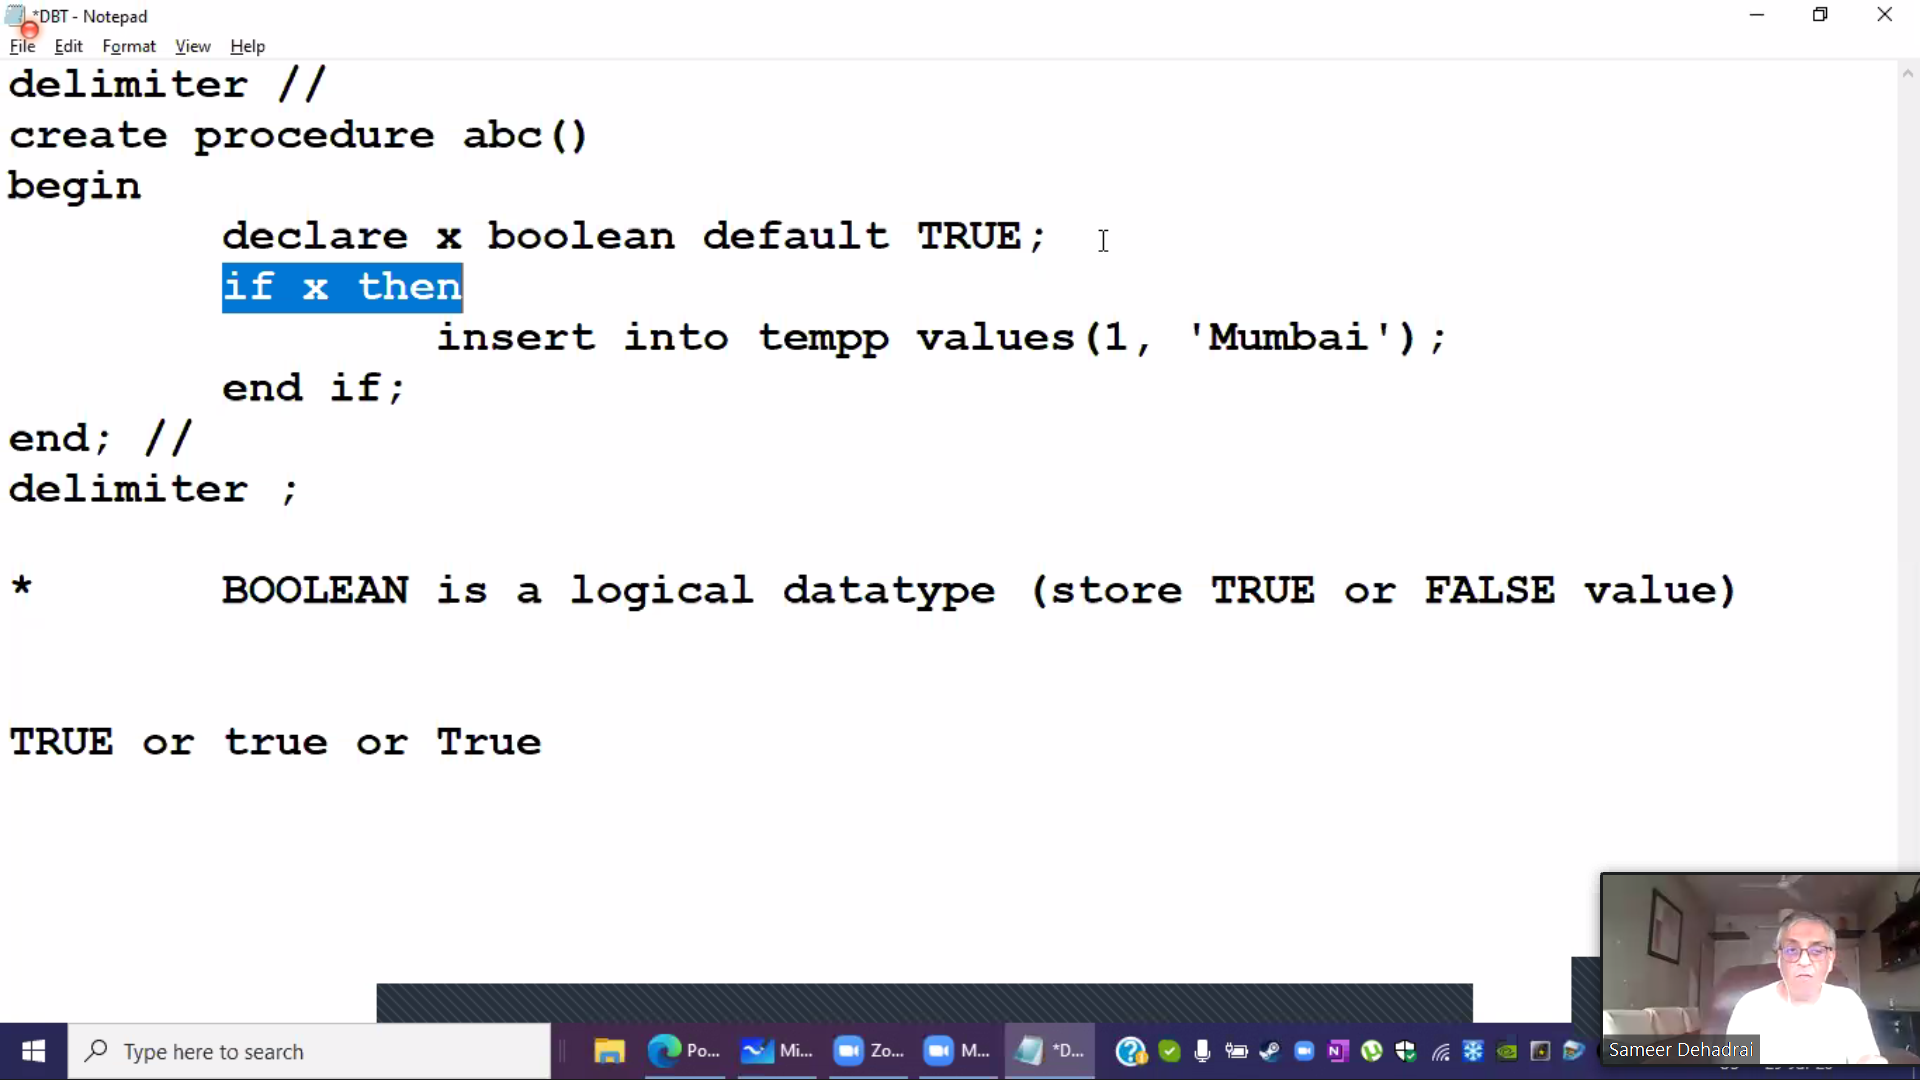 *DBT - Notepad
File Edit Format View Help
delimiter //
create procedure abc()
begin
declare x boolean default TRUE;
if x then
insert into tempp values(1, 'Mumbai');
end if;
end; //
delimiter ;
* BOOLEAN is a logical datatype (store TRUE or FALSE value)
TRUE or true or True
Type here to search
Po... Mi... Zo... M... *D...
Sameer Dehadrai